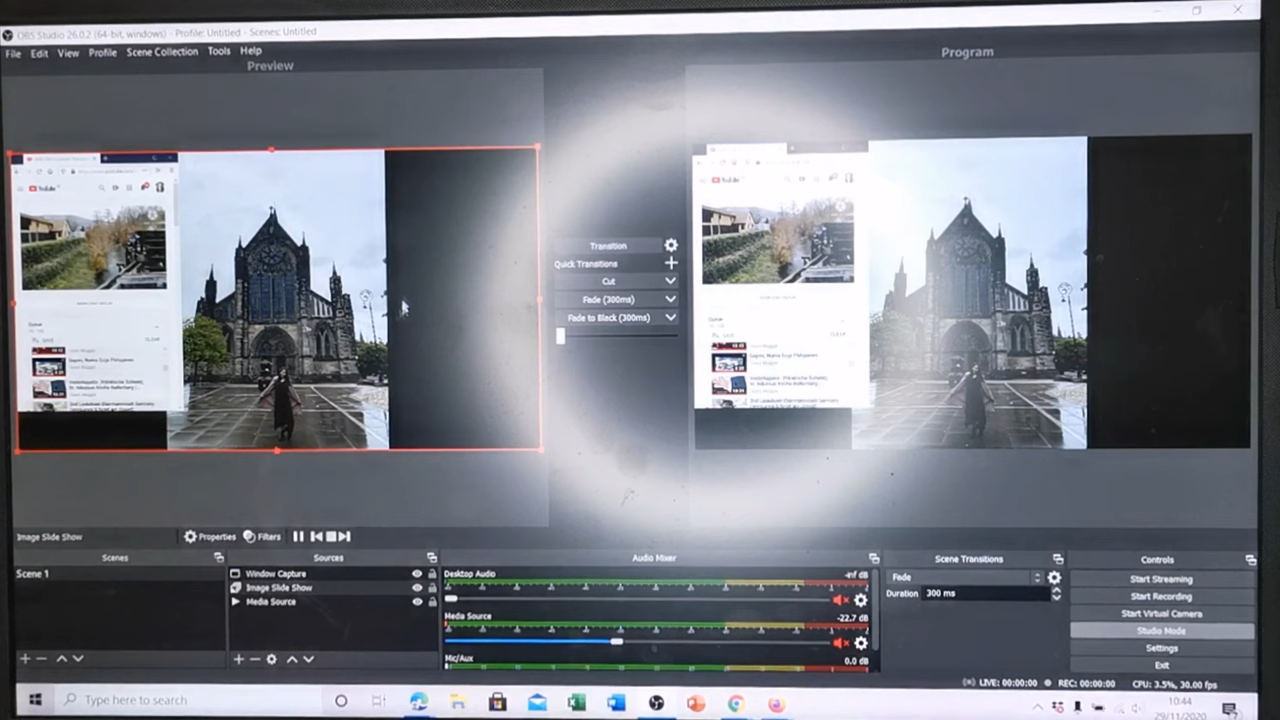 OBS Studio 26.0.2 (64-bit, windows) - Profile: Untitled - Scenes: Untitled
File Edit View Profile Scene Collection Tools Help
Preview
Program
YouTube
YouTube
Transition
Quick Transitions
Cut
Fade (300ms)
Fade to Black (300ms)
Image Slide Show
Properties Filters
Scenes
Scene 1
Sources
Window Capture
Image Slide Show
Media Source
Audio Mixer
Desktop Audio -inf dB
Media Source -22.7 dB
Mic/Aux 0.0 dB
Scene Transitions
Fade
Duration 300 ms
Controls
Start Streaming
Start Recording
Start Virtual Camera
Studio Mode
Settings
Exit
LIVE: 00:00:00 REC: 00:00:00 CPU: 3.5%, 30.00 fps
Type here to search
10:44
29/11/2020